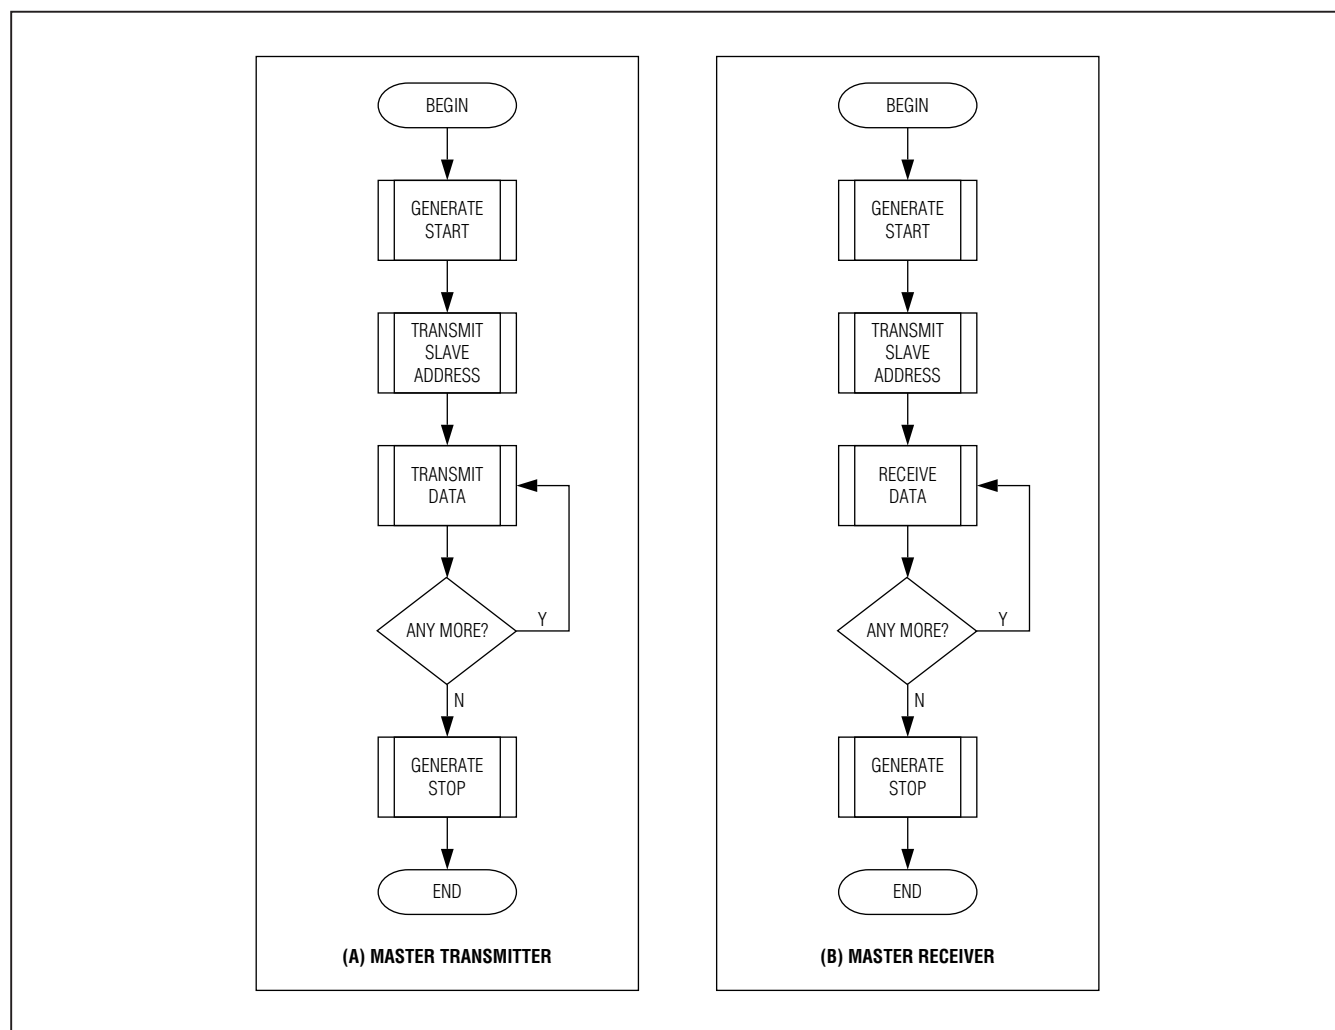 BEGIN
GENERATE
START
TRANSMIT
SLAVE
ADDRESS
TRANSMIT
DATA
ANY MORE?
Y
N
GENERATE
STOP
END
(A) MASTER TRANSMITTER
BEGIN
GENERATE
START
TRANSMIT
SLAVE
ADDRESS
RECEIVE
DATA
ANY MORE?
Y
N
GENERATE
STOP
END
(B) MASTER RECEIVER